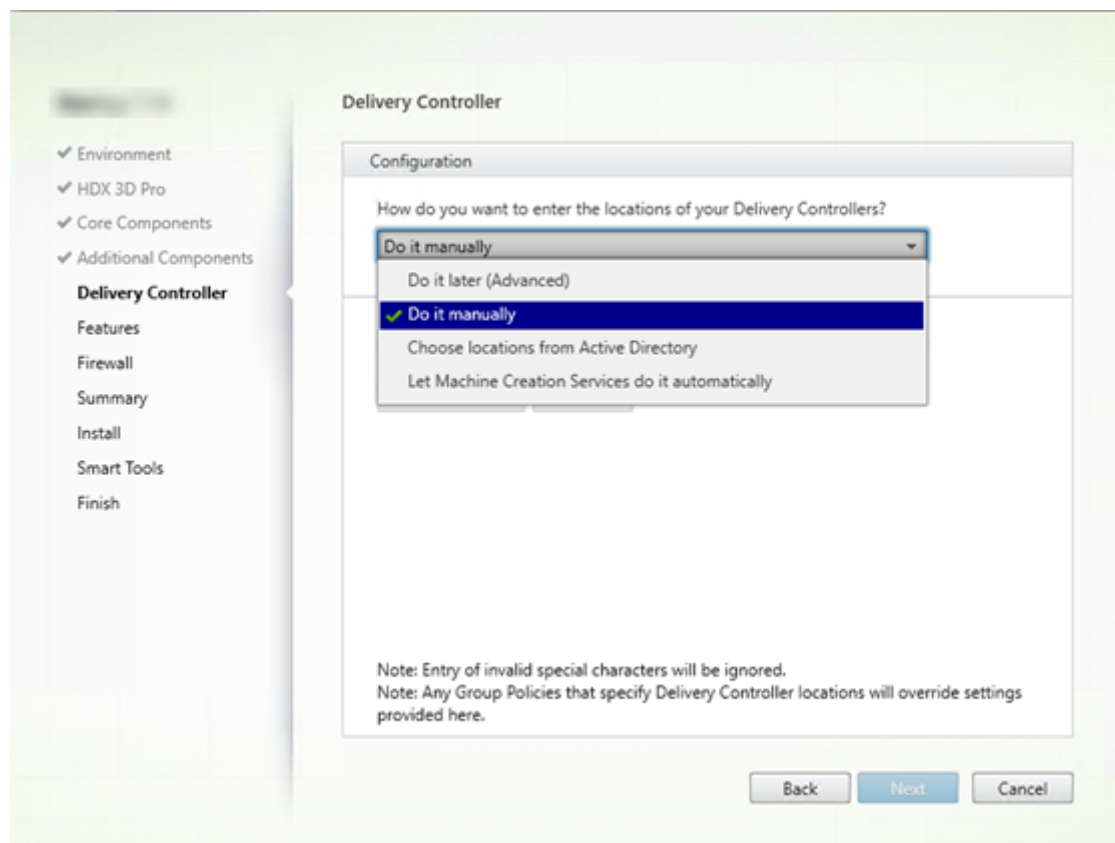 Delivery Controller
Environment
HDX 3D Pro
Core Components
Additional Components
Delivery Controller
Features
Firewall
Summary
Install
Smart Tools
Finish
Configuration
How do you want to enter the locations of your Delivery Controllers?
Do it manually
Do it later (Advanced)
Do it manually
Choose locations from Active Directory
Let Machine Creation Services do it automatically
Note: Entry of invalid special characters will be ignored.
Note: Any Group Policies that specify Delivery Controller locations will override settings
provided here.
Back Next Cancel